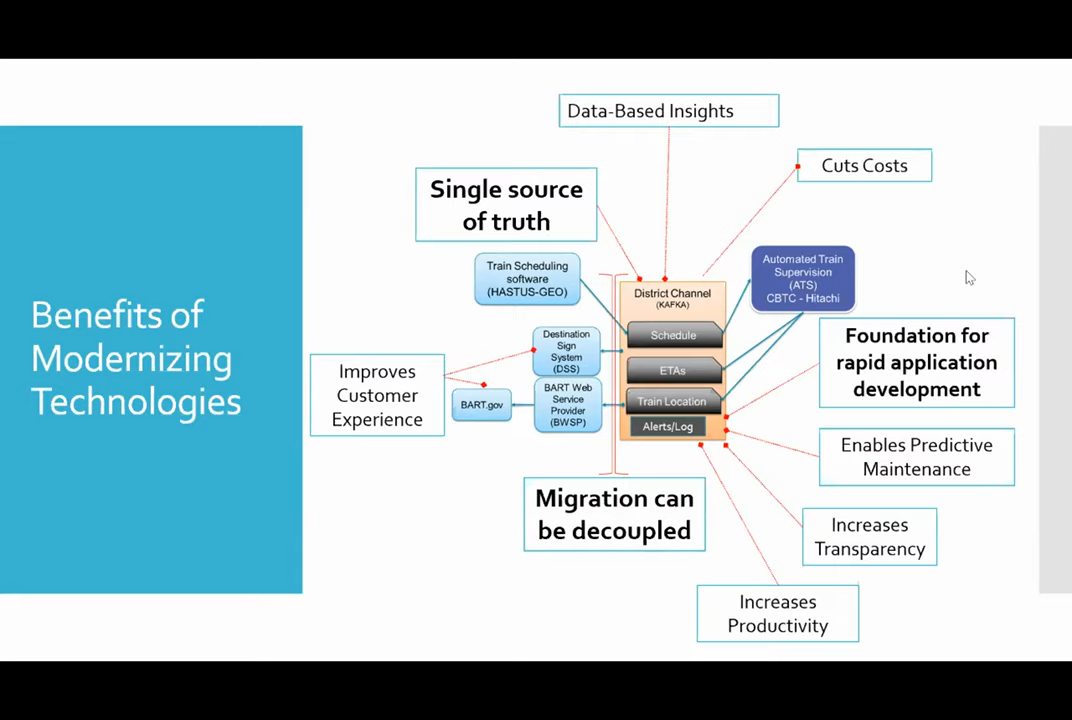 Benefits of
Modernizing
Technologies
Data-Based Insights
Cuts Costs
Single source
of truth
Train Scheduling
software
(HASTUS-GEO)
District Channel
(KAFKA)
Schedule
ETAs
Train Location
Alerts/Log
Automated Train
Supervision
(ATS)
CBTC - Hitachi
Destination
Sign
System
(DSS)
BART Web
Service
Provider
(BWSP)
BART.gov
Improves
Customer
Experience
Foundation for
rapid application
development
Enables Predictive
Maintenance
Migration can
be decoupled
Increases
Transparency
Increases
Productivity